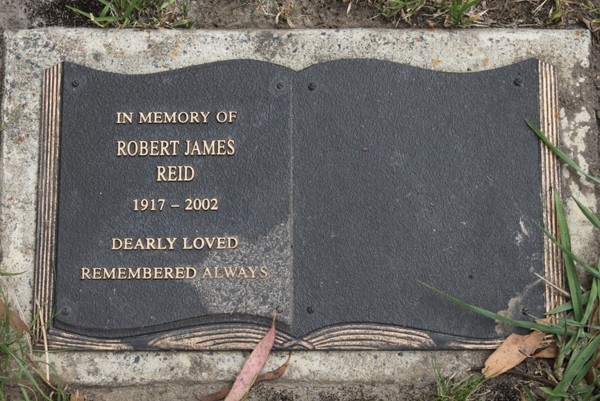 IN MEMORY OF
ROBERT JAMES
REID
1917 – 2002
DEARLY LOVED
REMEMBERED ALWAYS